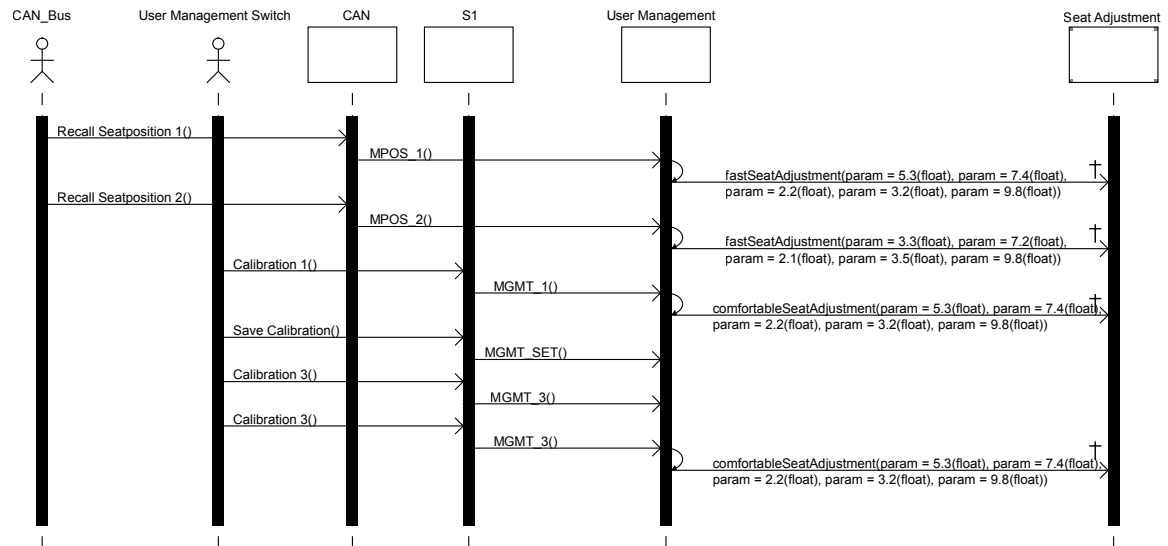 CAN_Bus
User Management Switch
CAN
S1
User Management
Seat Adjustment
Recall Seatposition 1()
MPOS_1()
fastSeatAdjustment(param = 5.3(float), param = 7.4(float),
param = 2.2(float), param = 3.2(float), param = 9.8(float))
Recall Seatposition 2()
MPOS_2()
fastSeatAdjustment(param = 3.3(float), param = 7.2(float),
param = 2.1(float), param = 3.5(float), param = 9.8(float))
Calibration 1()
MGMT_1()
comfortableSeatAdjustment(param = 5.3(float), param = 7.4(float),
param = 2.2(float), param = 3.2(float), param = 9.8(float))
Save Calibration()
MGMT_SET()
Calibration 3()
MGMT_3()
Calibration 3()
MGMT_3()
comfortableSeatAdjustment(param = 5.3(float), param = 7.4(float),
param = 2.2(float), param = 3.2(float), param = 9.8(float))